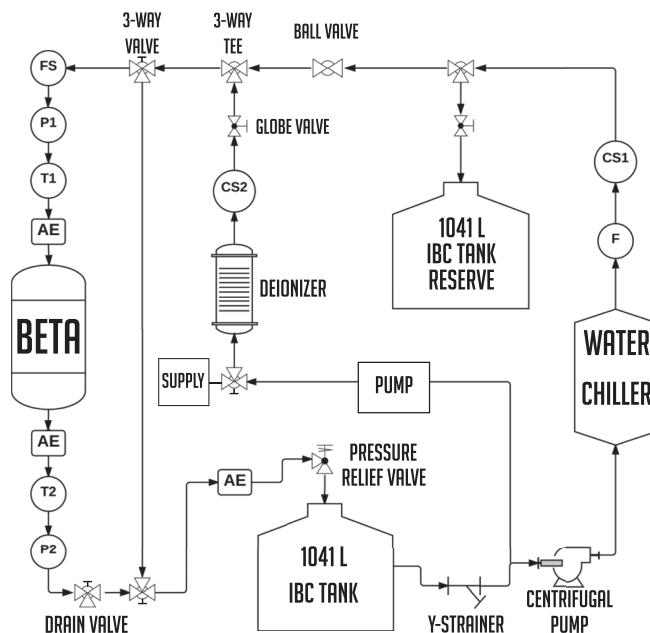 3-WAY
VALVE
3-WAY
TEE
BALL VALVE
FS
P1
GLOBE VALVE
CS1
T1
CS2
AE
1041 L
IBC TANK
RESERVE
F
DEIONIZER
BETA
WATER
CHILLER
SUPPLY
PUMP
AE
PRESSURE
RELIEF VALVE
AE
T2
P2
1041 L
IBC TANK
DRAIN VALVE
Y-STRAINER
CENTRIFUGAL
PUMP